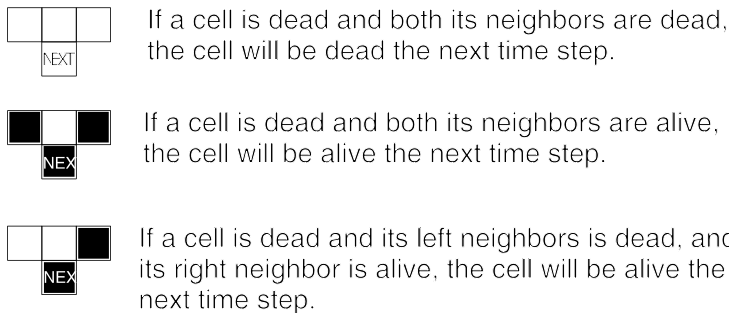 If a cell is dead and both its neighbors are dead,
the cell will be dead the next time step.
NEXT
If a cell is dead and both its neighbors are alive,
the cell will be alive the next time step.
NEX
If a cell is dead and its left neighbors is dead, and
its right neighbor is alive, the cell will be alive the
next time step.
NEX